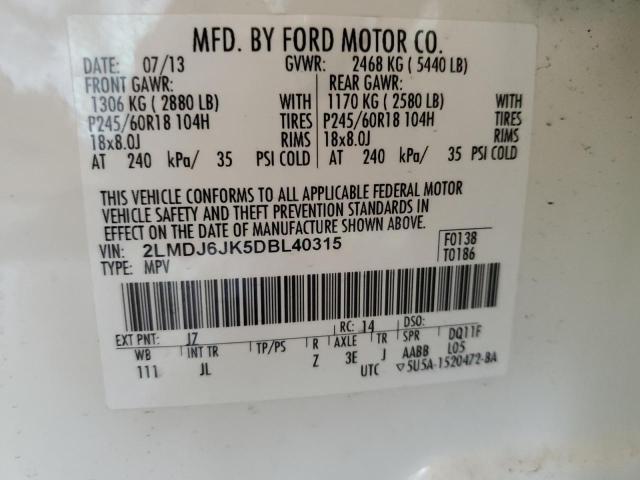 MFD. BY FORD MOTOR CO.
DATE: 07/13 GVWR: 2468 KG ( 5440 LB)
FRONT GAWR: REAR GAWR:
1306 KG ( 2880 LB) WITH 1170 KG ( 2580 LB) WITH
P245/60R18 104H TIRES P245/60R18 104H TIRES
18x8.0J RIMS 18x8.0J RIMS
AT 240 kPa/ 35 PSI COLD AT 240 kPa/ 35 PSI COLD
THIS VEHICLE CONFORMS TO ALL APPLICABLE FEDERAL MOTOR
VEHICLE SAFETY AND THEFT PREVENTION STANDARDS IN
EFFECT ON THE DATE OF MANUFACTURE SHOWN ABOVE.
VIN: 2LMDJ6JK5DBL40315 F0138
TYPE: MPV T0186
EXT PNT: JZ RC: 14 DSO:
WB INT TR TP/PS R AXLE TR SPR DQ11F
111 JL Z 3E J AABB L05
UTC ▽5U5A-1520472-BA